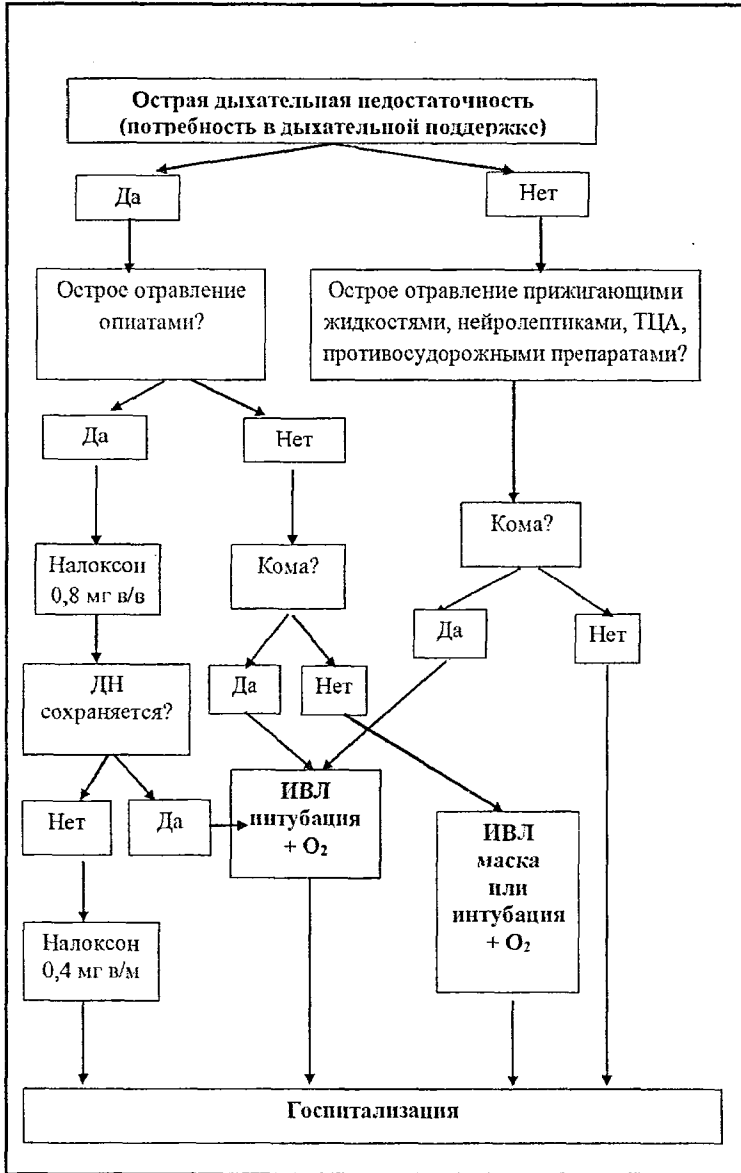 Острая дыхательная недостаточность
(потребность в дыхательной поддержке)
Да
Нет
Острое отравление
опиатами?
Острое отравление прижигающими
жидкостями, нейролептиками, ТЦА,
противосудорожными препаратами?
Да
Нет
Кома?
Налоксон
0,8 мг в/в
Кома?
Да
Нет
ДН
сохраняется?
Да
Нет
Нет
Да
ИВЛ
интубация
+ O₂
ИВЛ
маска
или
интубация
+ O₂
Налоксон
0,4 мг в/м
Госпитализация